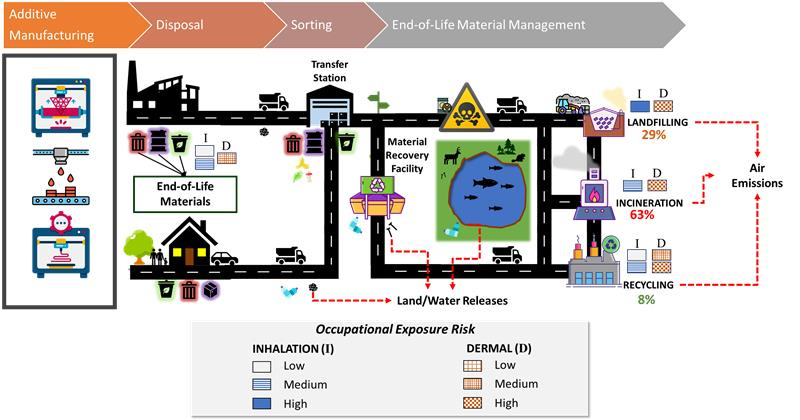 Additive
Manufacturing
Disposal
Sorting
End-of-Life Material Management
Transfer
Station
I
D
End-of-Life
Materials
Material
Recovery
Facility
I D
LANDFILLING
29%
I D
INCINERATION
63%
I D
RECYCLING
8%
Air
Emissions
Land/Water Releases
Occupational Exposure Risk
INHALATION (I)
Low
Medium
High
DERMAL (D)
Low
Medium
High